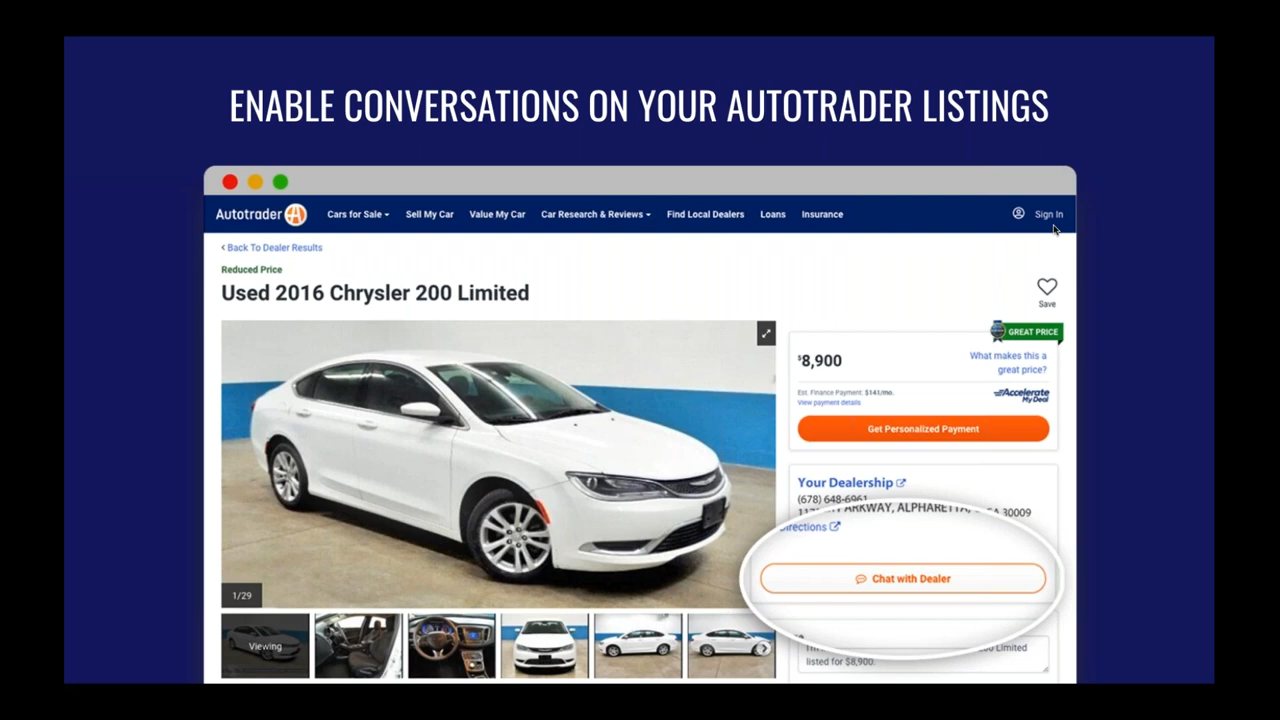 ENABLE CONVERSATIONS ON YOUR AUTOTRADER LISTINGS
Autotrader
Cars for Sale
Sell My Car
Value My Car
Car Research & Reviews
Find Local Dealers
Loans
Insurance
Sign In
Back To Dealer Results
Reduced Price
Used 2016 Chrysler 200 Limited
Save
GREAT PRICE
$8,900
What makes this a
great price?
Est. Finance Payment: $141/mo.
View payment details
Accelerate
My Deal
Get Personalized Payment
Your Dealership
(678) 648-6961
ARKWAY, ALPHARETTA, GA 30009
Directions
Chat with Dealer
1/29
Viewing
Limited
listed for $8,900.